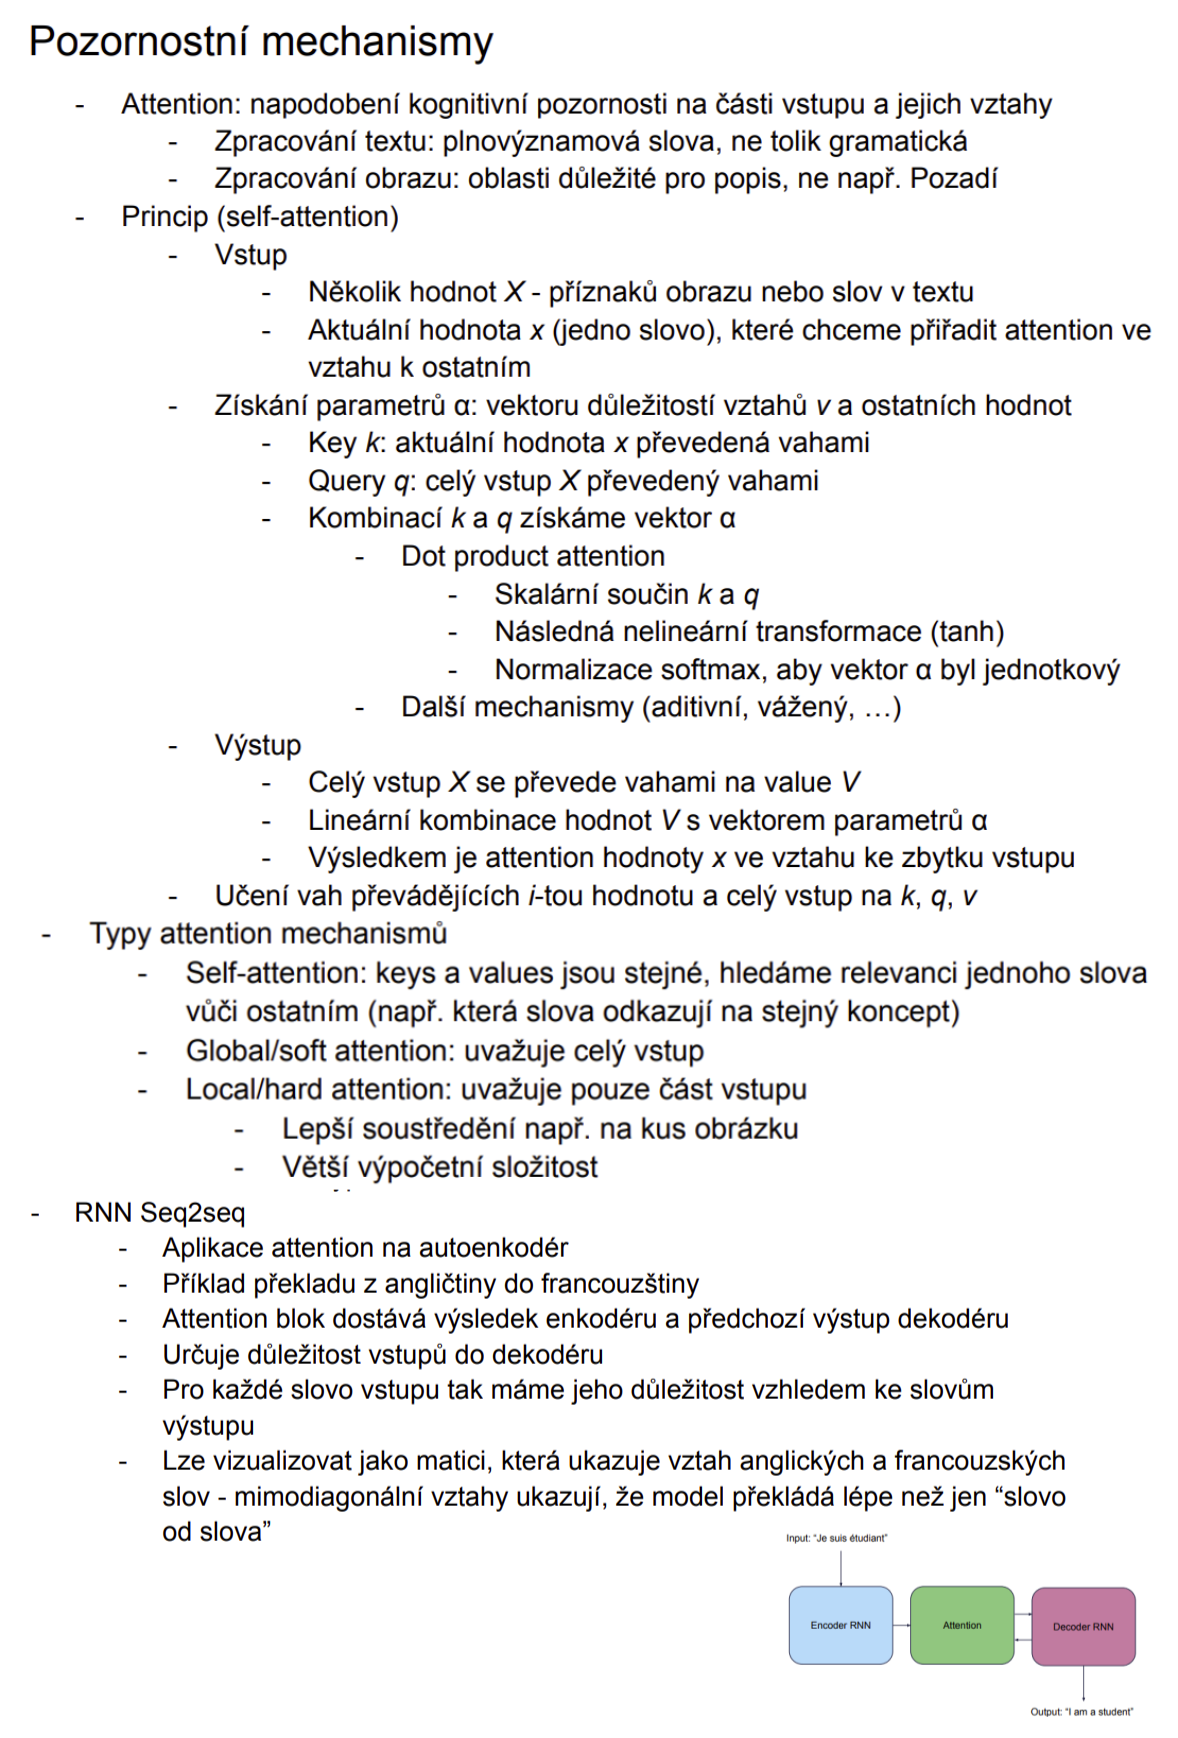 Pozornostní mechanismy
- Attention: napodobení kognitivní pozornosti na části vstupu a jejich vztahy
- Zpracování textu: plnovýznamová slova, ne tolik gramatická
- Zpracování obrazu: oblasti důležité pro popis, ne např. Pozadí
- Princip (self-attention)
- Vstup
- Několik hodnot X - příznaků obrazu nebo slov v textu
- Aktuální hodnota x (jedno slovo), které chceme přiřadit attention ve
vztahu k ostatním
- Získání parametrů α: vektoru důležitostí vztahů v a ostatních hodnot
- Key k: aktuální hodnota x převedená vahami
- Query q: celý vstup X převedený vahami
- Kombinací k a q získáme vektor α
- Dot product attention
- Skalární součin k a q
- Následná nelineární transformace (tanh)
- Normalizace softmax, aby vektor α byl jednotkový
- Další mechanismy (aditivní, vážený, …)
- Výstup
- Celý vstup X se převede vahami na value V
- Lineární kombinace hodnot V s vektorem parametrů α
- Výsledkem je attention hodnoty x ve vztahu ke zbytku vstupu
- Učení vah převádějících i-tou hodnotu a celý vstup na k, q, v
- Typy attention mechanismů
- Self-attention: keys a values jsou stejné, hledáme relevanci jednoho slova
vůči ostatním (např. která slova odkazují na stejný koncept)
- Global/soft attention: uvažuje celý vstup
- Local/hard attention: uvažuje pouze část vstupu
- Lepší soustředění např. na kus obrázku
- Větší výpočetní složitost
- RNN Seq2seq
- Aplikace attention na autoenkodér
- Příklad překladu z angličtiny do francouzštiny
- Attention blok dostává výsledek enkodéru a předchozí výstup dekodéru
- Určuje důležitost vstupů do dekodéru
- Pro každé slovo vstupu tak máme jeho důležitost vzhledem ke slovům
výstupu
- Lze vizualizovat jako matici, která ukazuje vztah anglických a francouzských
slov - mimodiagonální vztahy ukazují, že model překládá lépe než jen “slovo
od slova”
Input: "Je suis étudiant"
Encoder RNN
Attention
Decoder RNN
Output: "I am a student"